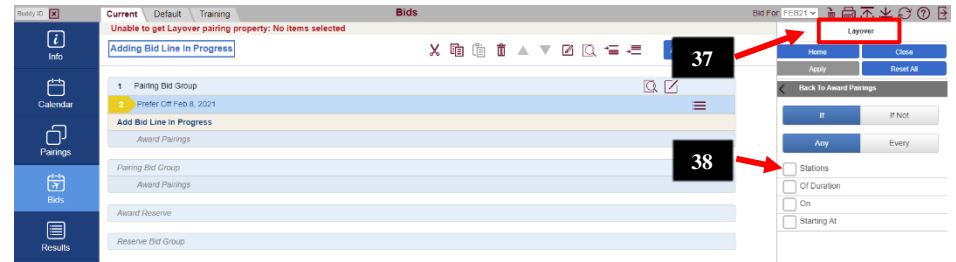 Buddy ID X
Current Default Training
Bids
Bid For: FEB21
Unable to get Layover pairing property: No items selected
Adding Bid Line In Progress
37
Layover
Home Close
Apply Reset All
Back To Award Pairings
Info
Calendar
Pairings
Bids
Results
1 Pairing Bid Group
2 Prefer Off Feb 8, 2021
Add Bid Line In Progress
Award Pairings
Pairing Bid Group
Award Pairings
Award Reserve
Reserve Bid Group
If If Not
Any Every
38
Stations
Of Duration
On
Starting At